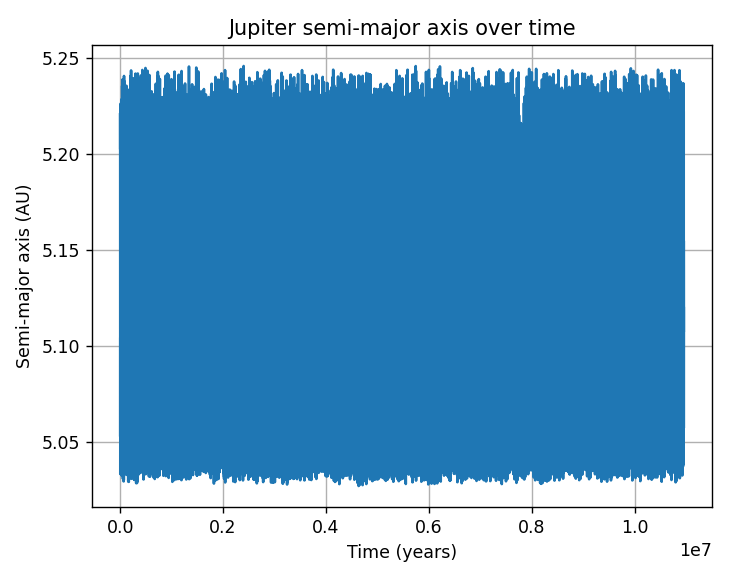 Jupiter semi-major axis over time
Semi-major axis (AU)
5.25
5.20
5.15
5.10
5.05
0.0 0.2 0.4 0.6 0.8 1.0
1e7
Time (years)